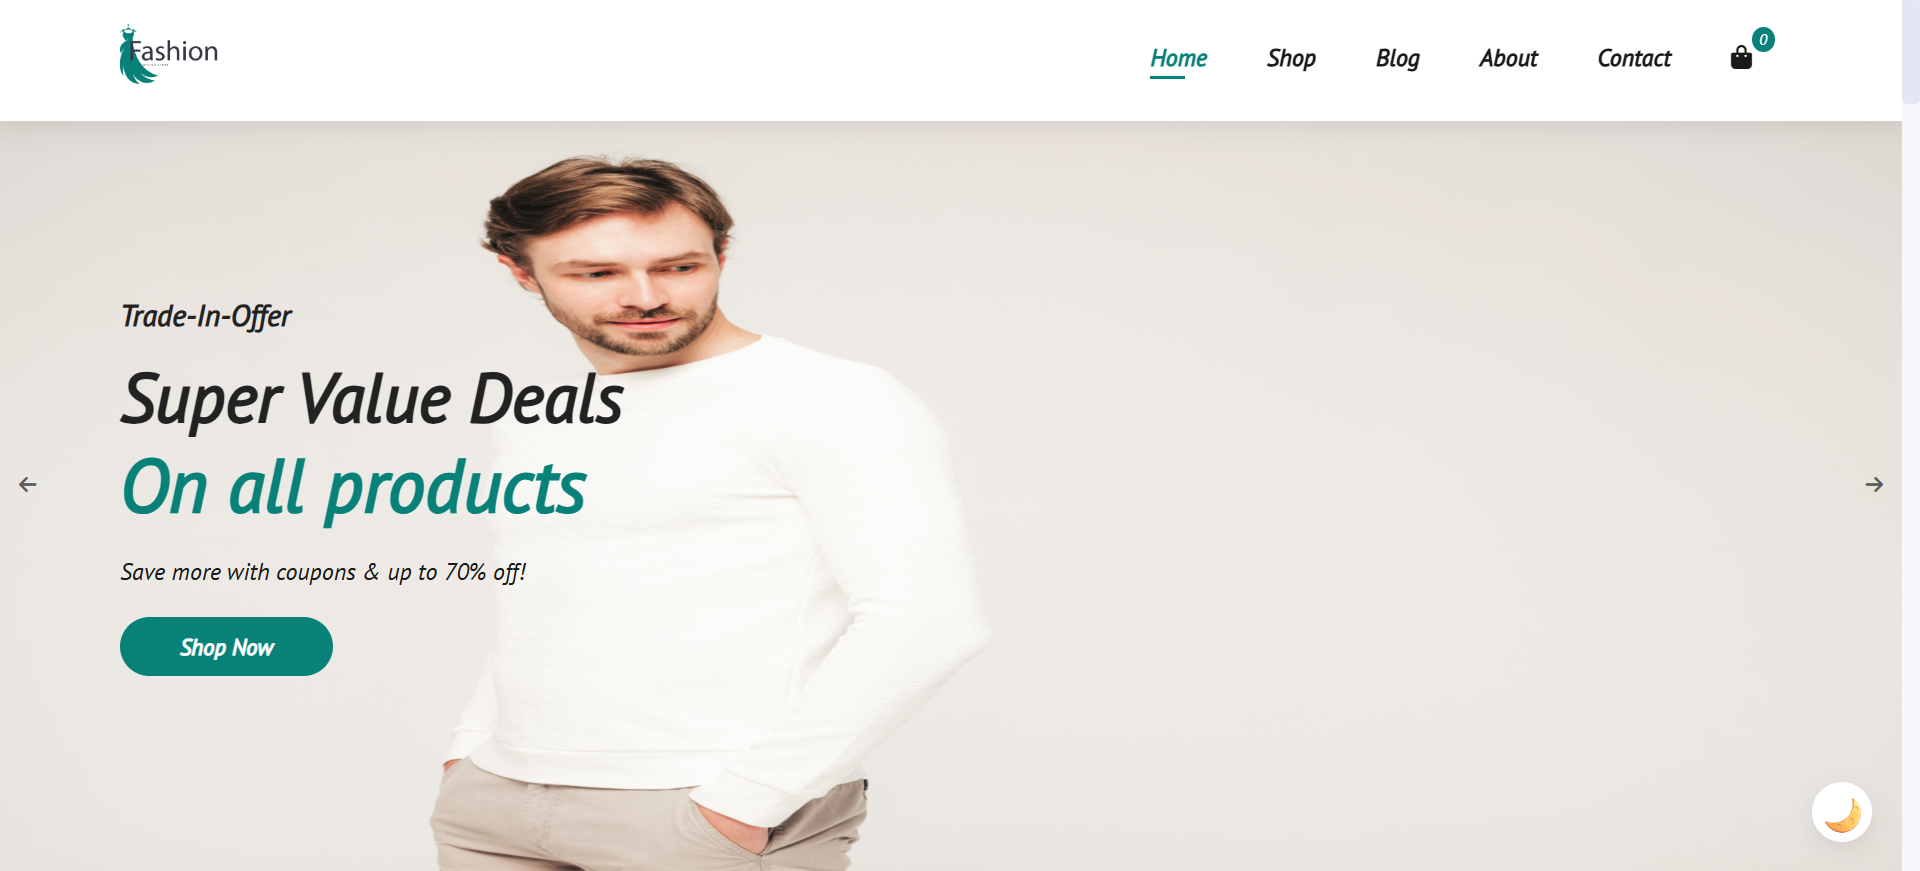 Fashion
Home Shop Blog About Contact 0
Trade-In-Offer
Super Value Deals
On all products
Save more with coupons & up to 70% off!
Shop Now